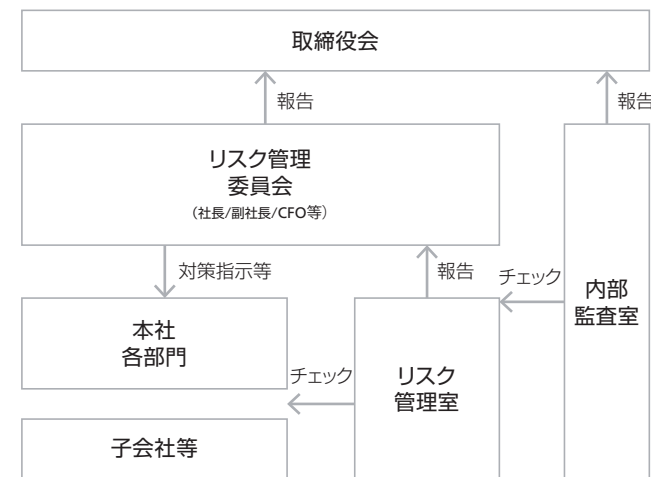 取締役会
報告
報告
リスク管理
委員会
(社長/副社長/CFO等)
対策指示等
報告
チェック
内部
監査室
本社
各部門
チェック
リスク
管理室
子会社等